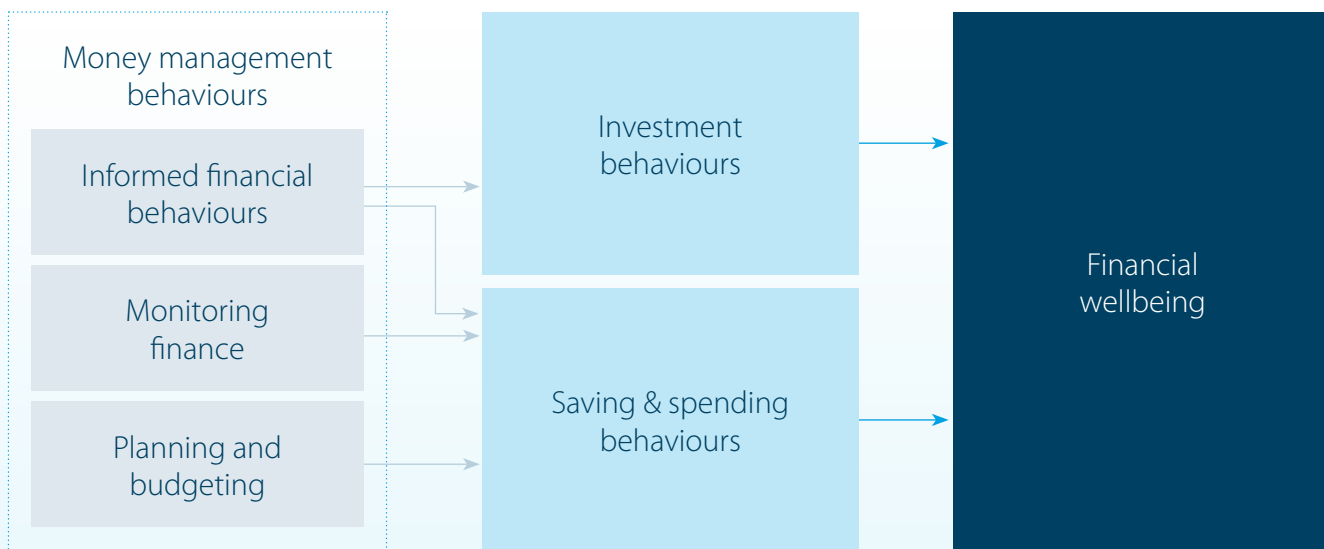 Money management
behaviours
Informed financial
behaviours
Monitoring
finance
Planning and
budgeting
Investment
behaviours
Saving & spending
behaviours
Financial
wellbeing